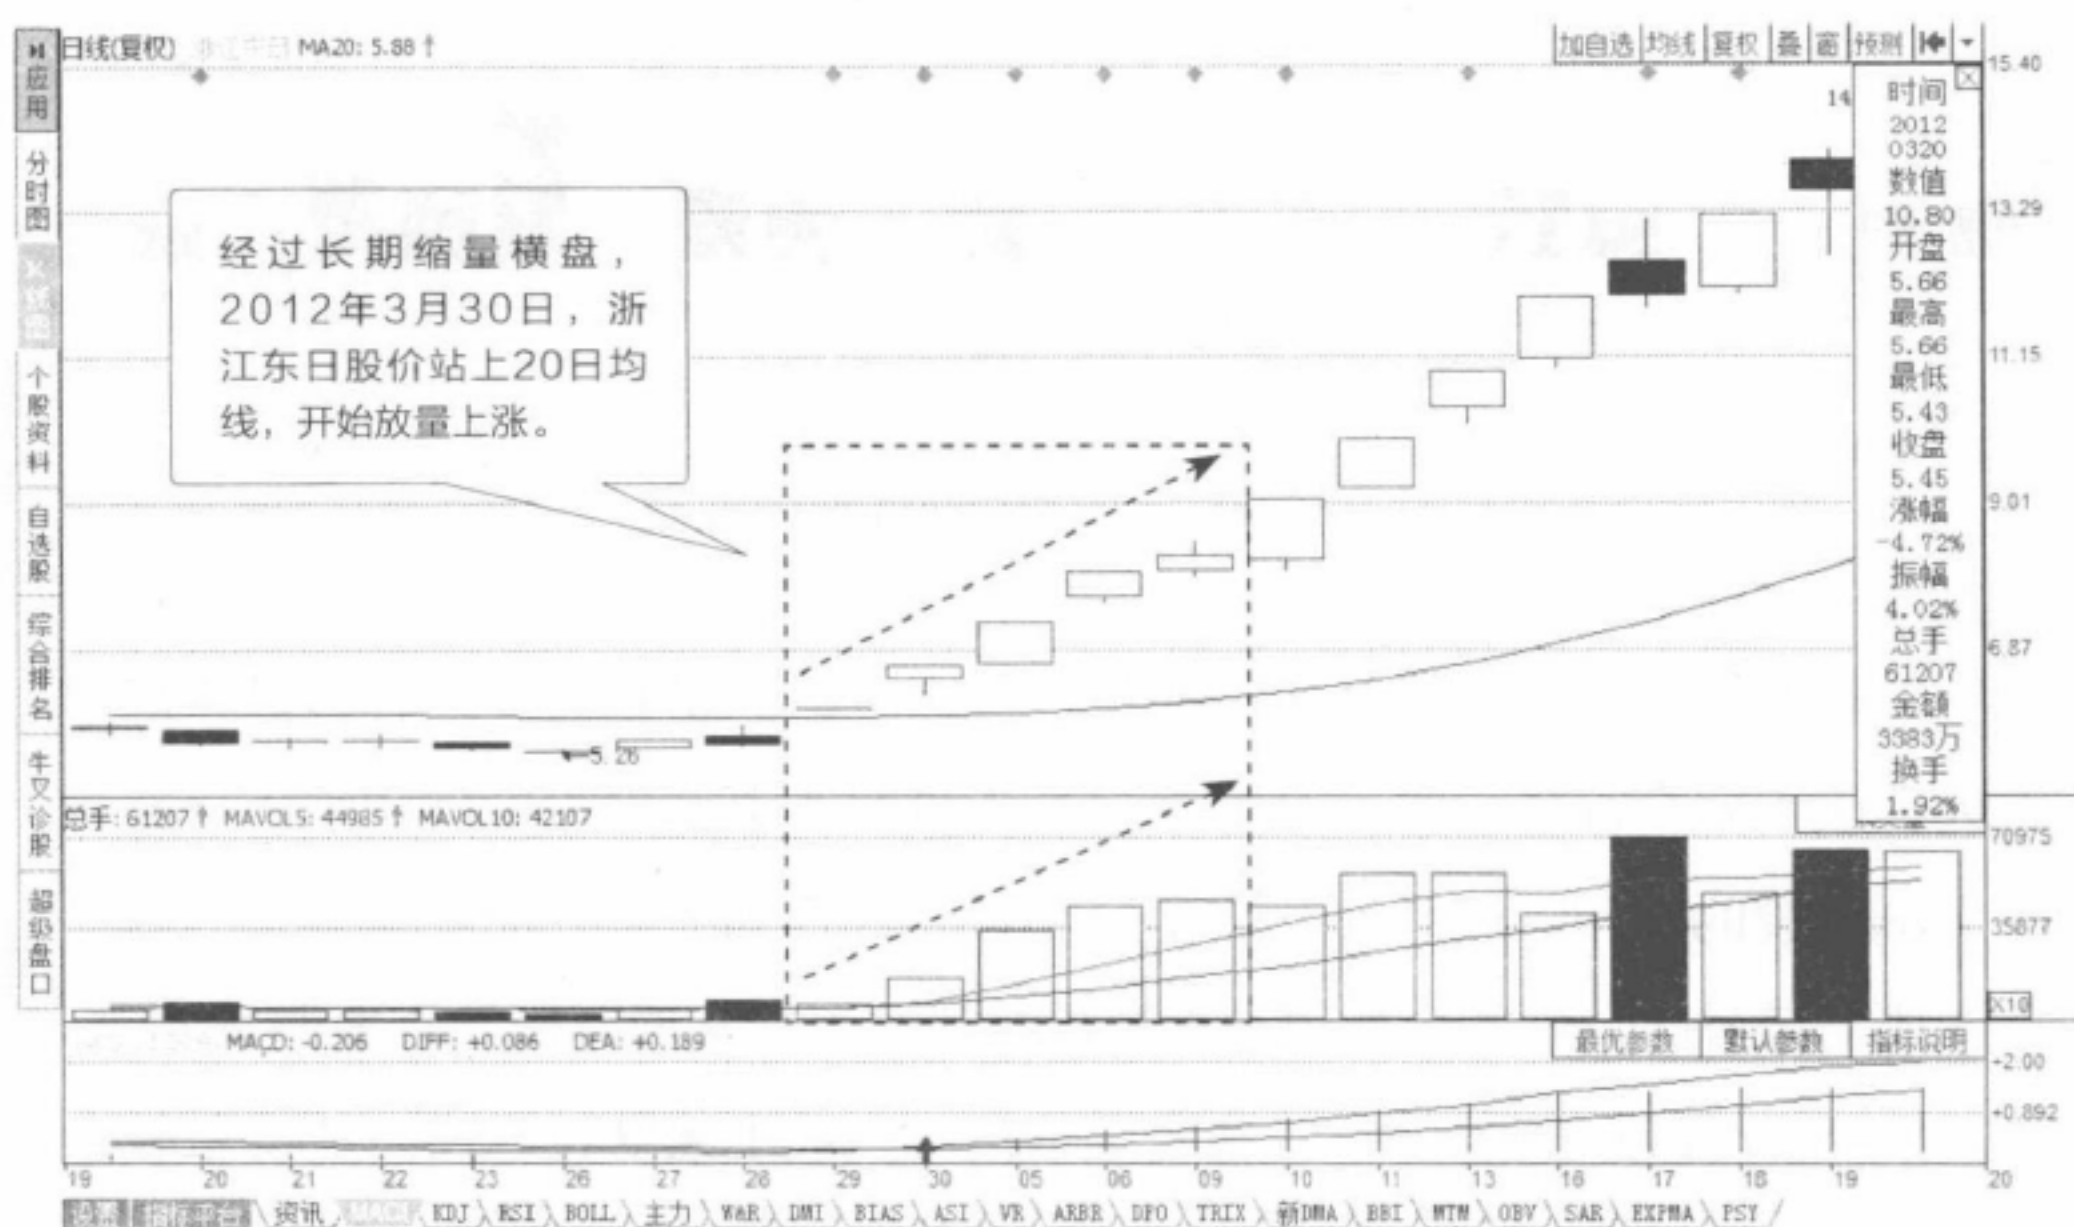 应用
分时图
个股资料
自选股
综合排名
牛叉诊股
超级盘口
日线(复权) MA20: 5.88↑
加自选 均线 复权 叠 窗 预测
15.40
13.29
11.15
9.01
6.87
14
时间
2012
0320
数值
10.80
开盘
5.66
最高
5.66
最低
5.43
收盘
5.45
涨幅
-4.72%
振幅
4.02%
总手
61207
金额
3383万
换手
1.92%
经过长期缩量横盘，
2012年3月30日，浙
江东日股价站上20日均
线，开始放量上涨。
5.26
总手: 61207↑ MAVOL5: 44985↑ MAVOL10: 42107
70975
35877
X10
MACD: -0.206 DIFF: +0.086 DEA: +0.189
最优参数 默认参数 指标说明
+2.00
+0.892
19 20 21 22 23 26 27 28 29 30 05 06 09 10 11 13 16 17 18 19 20
资讯 MACD KDJ RSI BOLL 主力 W&R DMI BIAS ASI VR ARBR DPO TRIX 新DMA BBI MTM OBV SAR EXPMA PSY